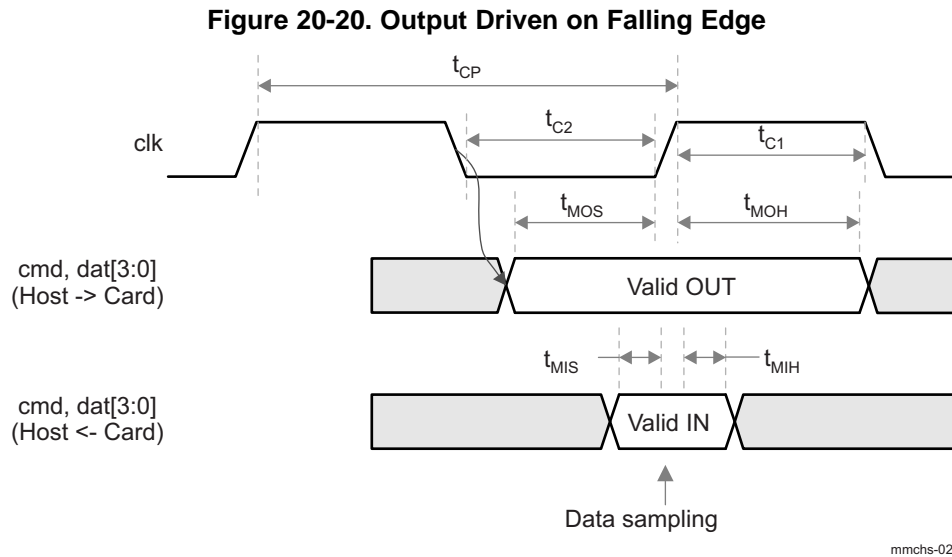 Figure 20-20. Output Driven on Falling Edge
tCP
clk
tC2
tC1
tMOS
tMOH
cmd, dat[3:0]
(Host -> Card)
Valid OUT
tMIS
tMIH
cmd, dat[3:0]
(Host <- Card)
Valid IN
Data sampling
mmchs-02